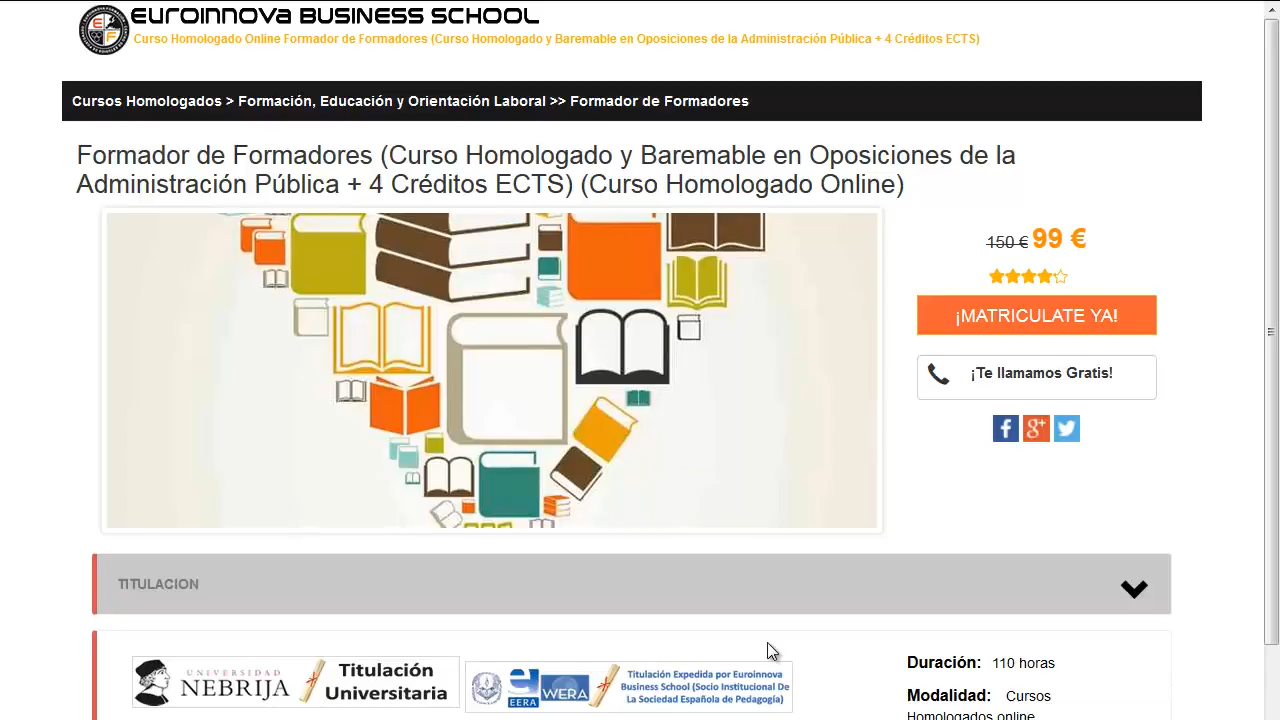 EUROINNOVA BUSINESS SCHOOL
Curso Homologado Online Formador de Formadores (Curso Homologado y Baremable en Oposiciones de la Administración Pública + 4 Créditos ECTS)
Cursos Homologados > Formación, Educación y Orientación Laboral >> Formador de Formadores
Formador de Formadores (Curso Homologado y Baremable en Oposiciones de la
Administración Pública + 4 Créditos ECTS) (Curso Homologado Online)
150 € 99 €
¡MATRICULATE YA!
¡Te llamamos Gratis!
TITULACION
UNIVERSIDAD
NEBRIJA
Titulación
Universitaria
EERA
WERA
Titulación Expedida por Euroinnova
Business School (Socio Institucional De
La Sociedad Española de Pedagogía)
Duración: 110 horas
Modalidad: Cursos
Homologados online